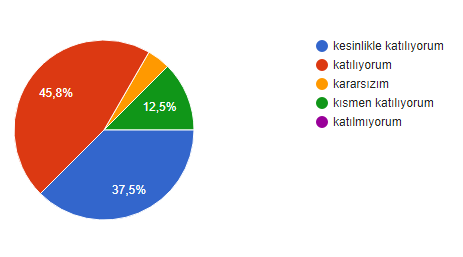 kesinlikle katılıyorum
katılıyorum
kararsızım
kısmen katılıyorum
katılmıyorum
45,8%
12,5%
37,5%